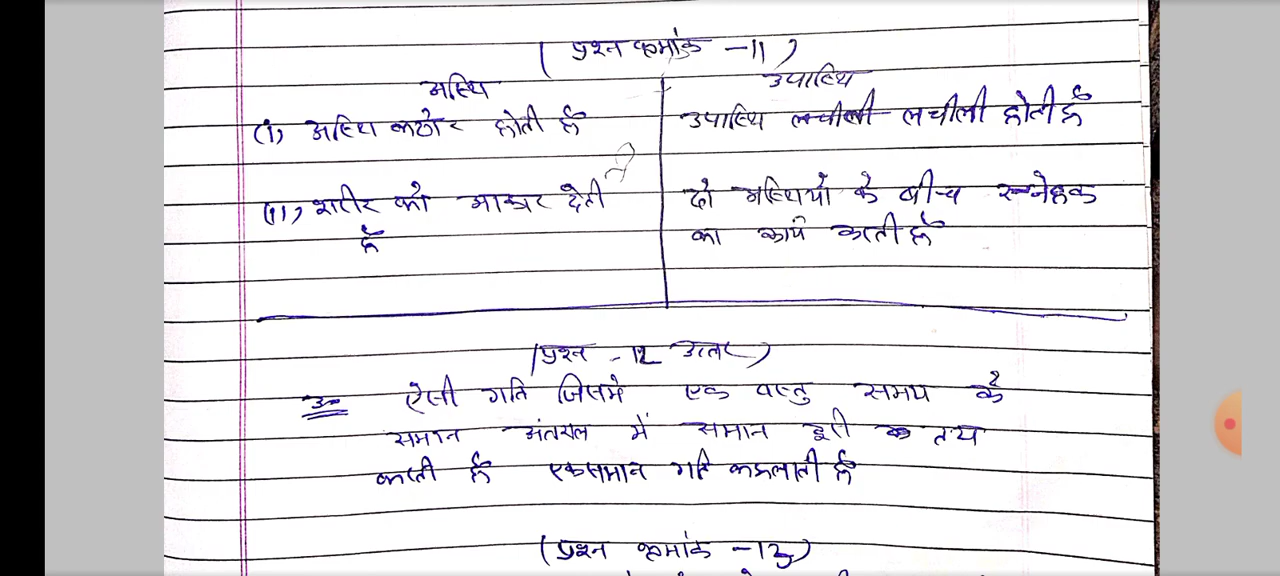 ( प्रश्न क्रमांक -11 )
अस्थि
उपास्थि
(i) अस्थि कठोर होती हैं
उपास्थि लचीली लचीली होती हैं
(ii) शरीर को आकार देती
हैं
दो अस्थियों के बीच स्नेहक
का कार्य करती हैं
( प्रश्न -12 उत्तर )
उ० ऐसी गति जिसमें एक वस्तु समय के
समान अंतराल में समान दूरी तय
करती हैं एकसमान गति कहलाती हैं
( प्रश्न क्रमांक -13 )